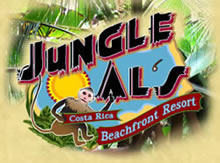 JUNGLE
AL'S
Costa Rica
Beachfront Resort